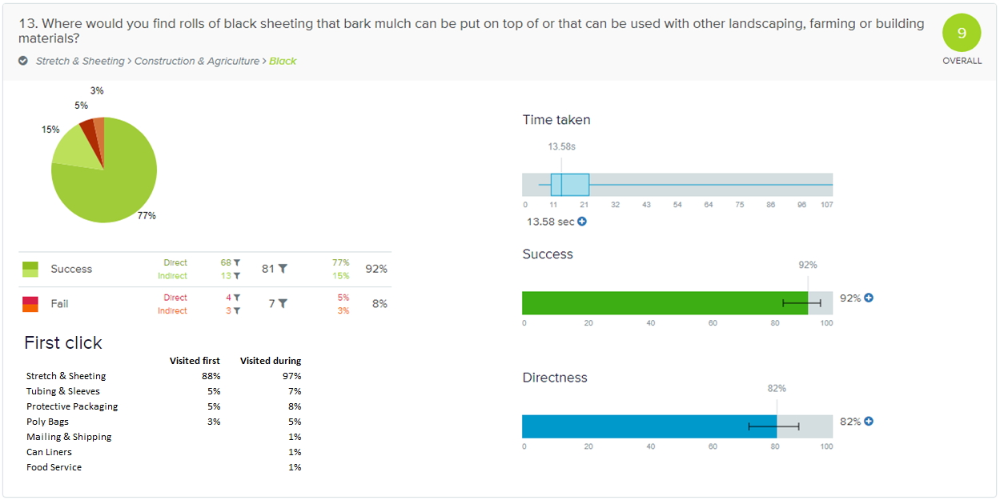 13. Where would you find rolls of black sheeting that bark mulch can be put on top of or that can be used with other landscaping, farming or building
materials?
Stretch & Sheeting › Construction & Agriculture › Black
9
OVERALL
3%
5%
15%
77%
Success Direct 68 81 77% 92%
Indirect 13 15%
Fail Direct 4 7 5% 8%
Indirect 3 3%
First click
Visited first Visited during
Stretch & Sheeting 88% 97%
Tubing & Sleeves 5% 7%
Protective Packaging 5% 8%
Poly Bags 3% 5%
Mailing & Shipping 1%
Can Liners 1%
Food Service 1%
Time taken
13.58s
0 11 21 32 43 54 64 75 86 96 107
13.58 sec
Success
92%
92%
0 20 40 60 80 100
Directness
82%
82%
0 20 40 60 80 100